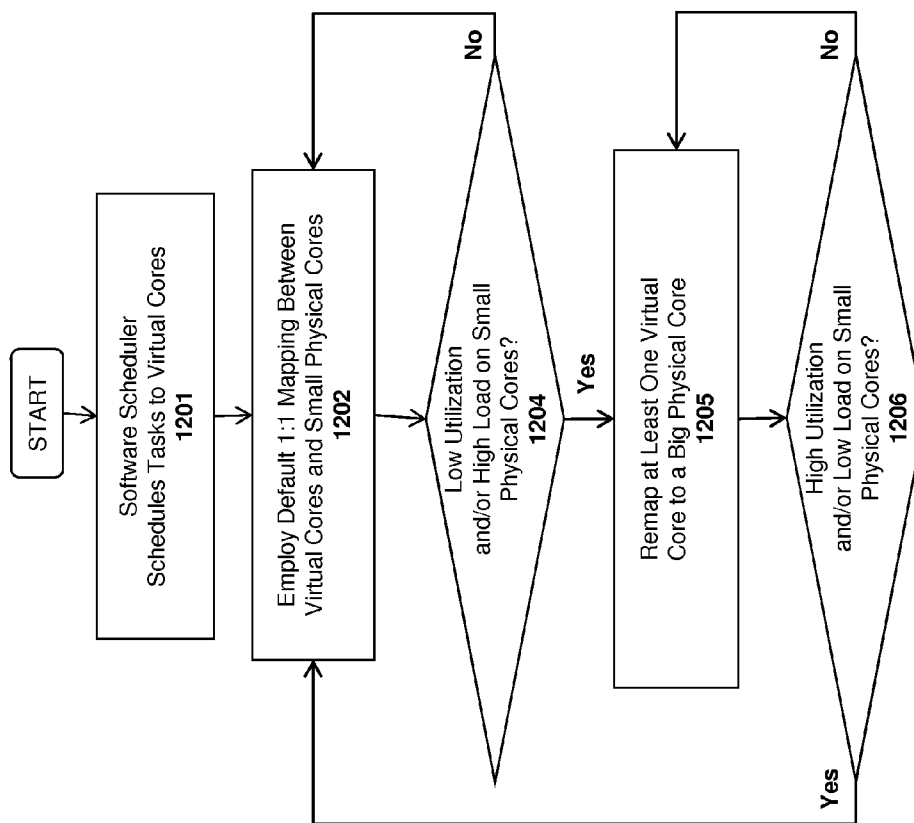 START
Software Scheduler
Schedules Tasks to Virtual Cores
1201
Employ Default 1:1 Mapping Between
Virtual Cores and Small Physical Cores
1202
No
Low Utilization
and/or High Load on Small
Physical Cores?
1204
Yes
Remap at Least One Virtual
Core to a Big Physical Core
1205
No
High Utilization
and/or Low Load on Small
Physical Cores?
1206
Yes